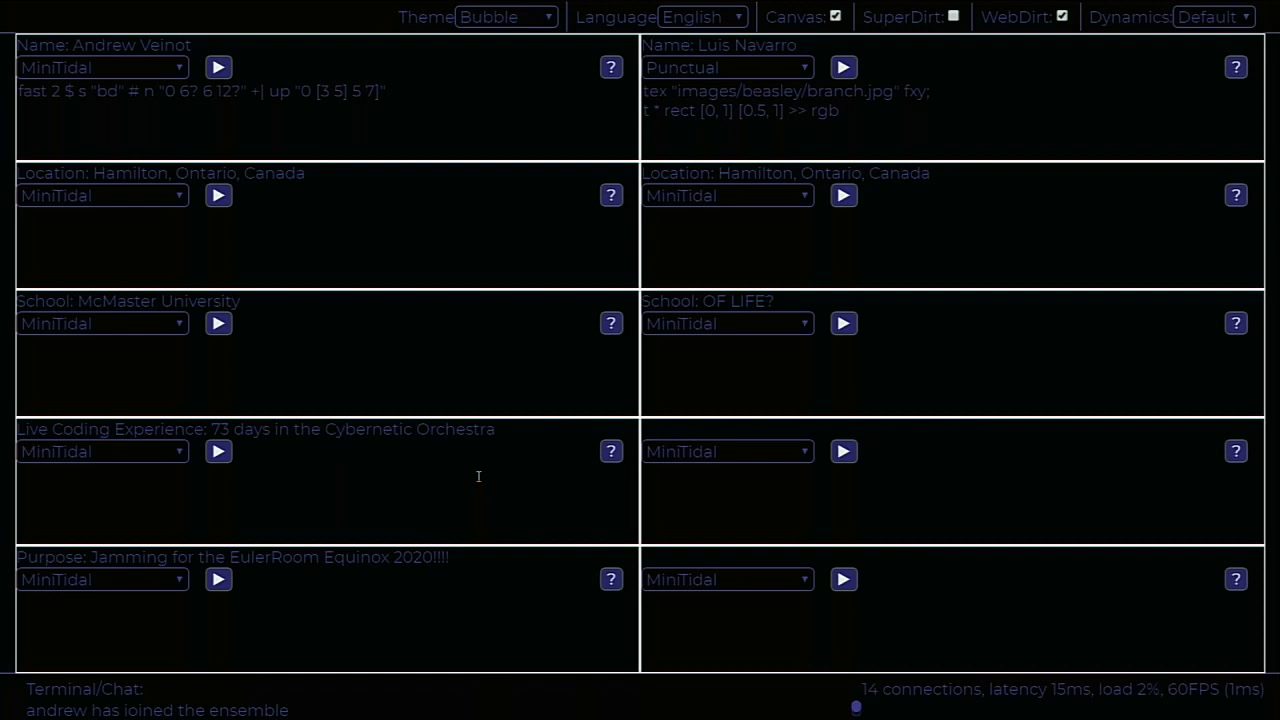 Theme Bubble Language English Canvas: SuperDirt: WebDirt: Dynamics: Default
Name: Andrew Veinot
MiniTidal ?
fast 2 $ s "bd" # n "0 6? 6 12?" +| up "0 [3 5] 5 7]"
Name: Luis Navarro
Punctual ?
tex "images/beasley/branch.jpg" fxy;
t * rect [0, 1] [0.5, 1] >> rgb
Location: Hamilton, Ontario, Canada
MiniTidal ?
Location: Hamilton, Ontario, Canada
MiniTidal ?
School: McMaster University
MiniTidal ?
School: OF LIFE?
MiniTidal ?
Live Coding Experience: 73 days in the Cybernetic Orchestra
MiniTidal ?
MiniTidal ?
Purpose: Jamming for the EulerRoom Equinox 2020!!!!
MiniTidal ?
MiniTidal ?
Terminal/Chat:
14 connections, latency 15ms, load 2%, 60FPS (1ms)
andrew has joined the ensemble